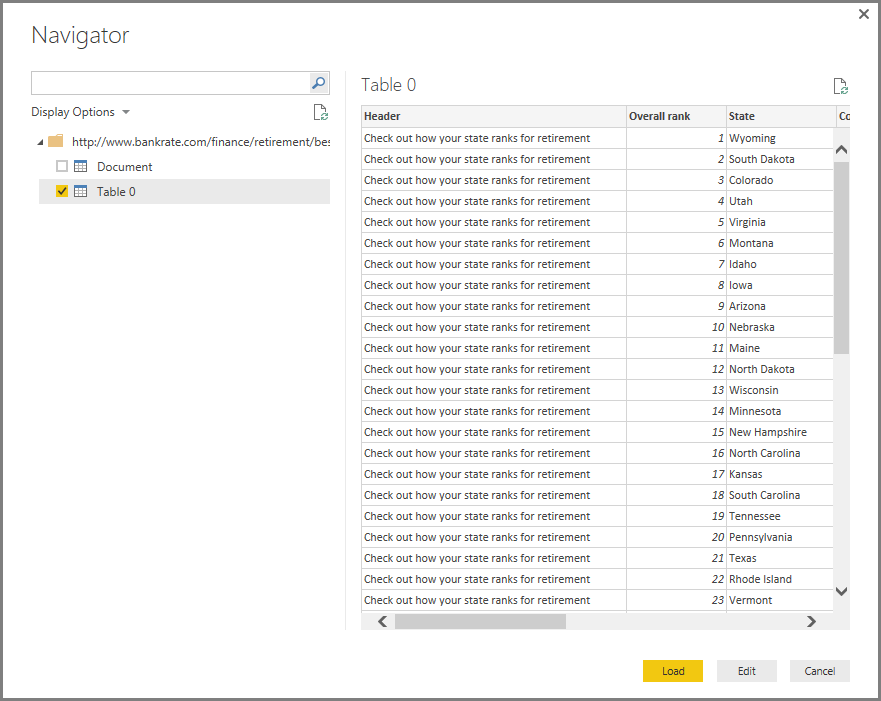 Navigator
Display Options
http://www.bankrate.com/finance/retirement/bes
Document
Table 0
Table 0
Header Overall rank State Co
Check out how your state ranks for retirement 1 Wyoming
Check out how your state ranks for retirement 2 South Dakota
Check out how your state ranks for retirement 3 Colorado
Check out how your state ranks for retirement 4 Utah
Check out how your state ranks for retirement 5 Virginia
Check out how your state ranks for retirement 6 Montana
Check out how your state ranks for retirement 7 Idaho
Check out how your state ranks for retirement 8 Iowa
Check out how your state ranks for retirement 9 Arizona
Check out how your state ranks for retirement 10 Nebraska
Check out how your state ranks for retirement 11 Maine
Check out how your state ranks for retirement 12 North Dakota
Check out how your state ranks for retirement 13 Wisconsin
Check out how your state ranks for retirement 14 Minnesota
Check out how your state ranks for retirement 15 New Hampshire
Check out how your state ranks for retirement 16 North Carolina
Check out how your state ranks for retirement 17 Kansas
Check out how your state ranks for retirement 18 South Carolina
Check out how your state ranks for retirement 19 Tennessee
Check out how your state ranks for retirement 20 Pennsylvania
Check out how your state ranks for retirement 21 Texas
Check out how your state ranks for retirement 22 Rhode Island
Check out how your state ranks for retirement 23 Vermont
Load Edit Cancel